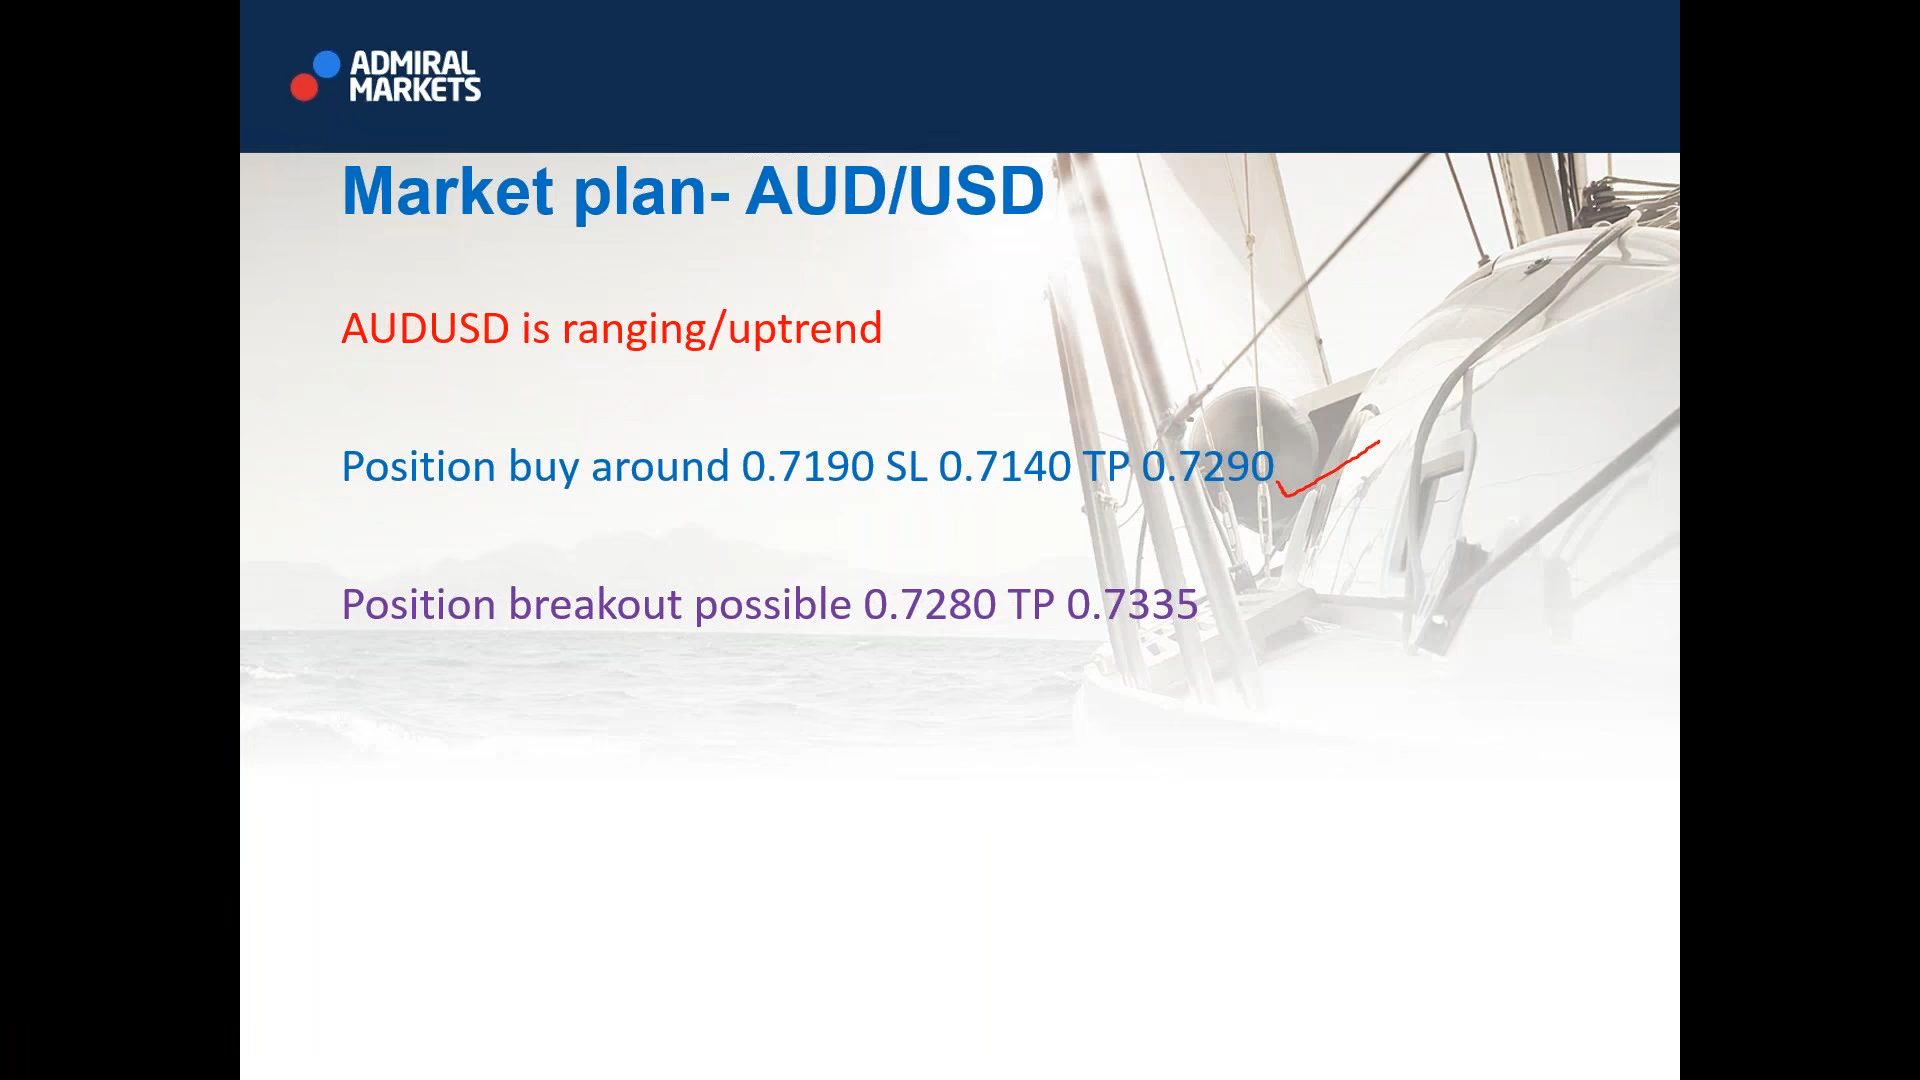 ADMIRAL
MARKETS
Market plan- AUD/USD
AUDUSD is ranging/uptrend
Position buy around 0.7190 SL 0.7140 TP 0.7290
Position breakout possible 0.7280 TP 0.7335